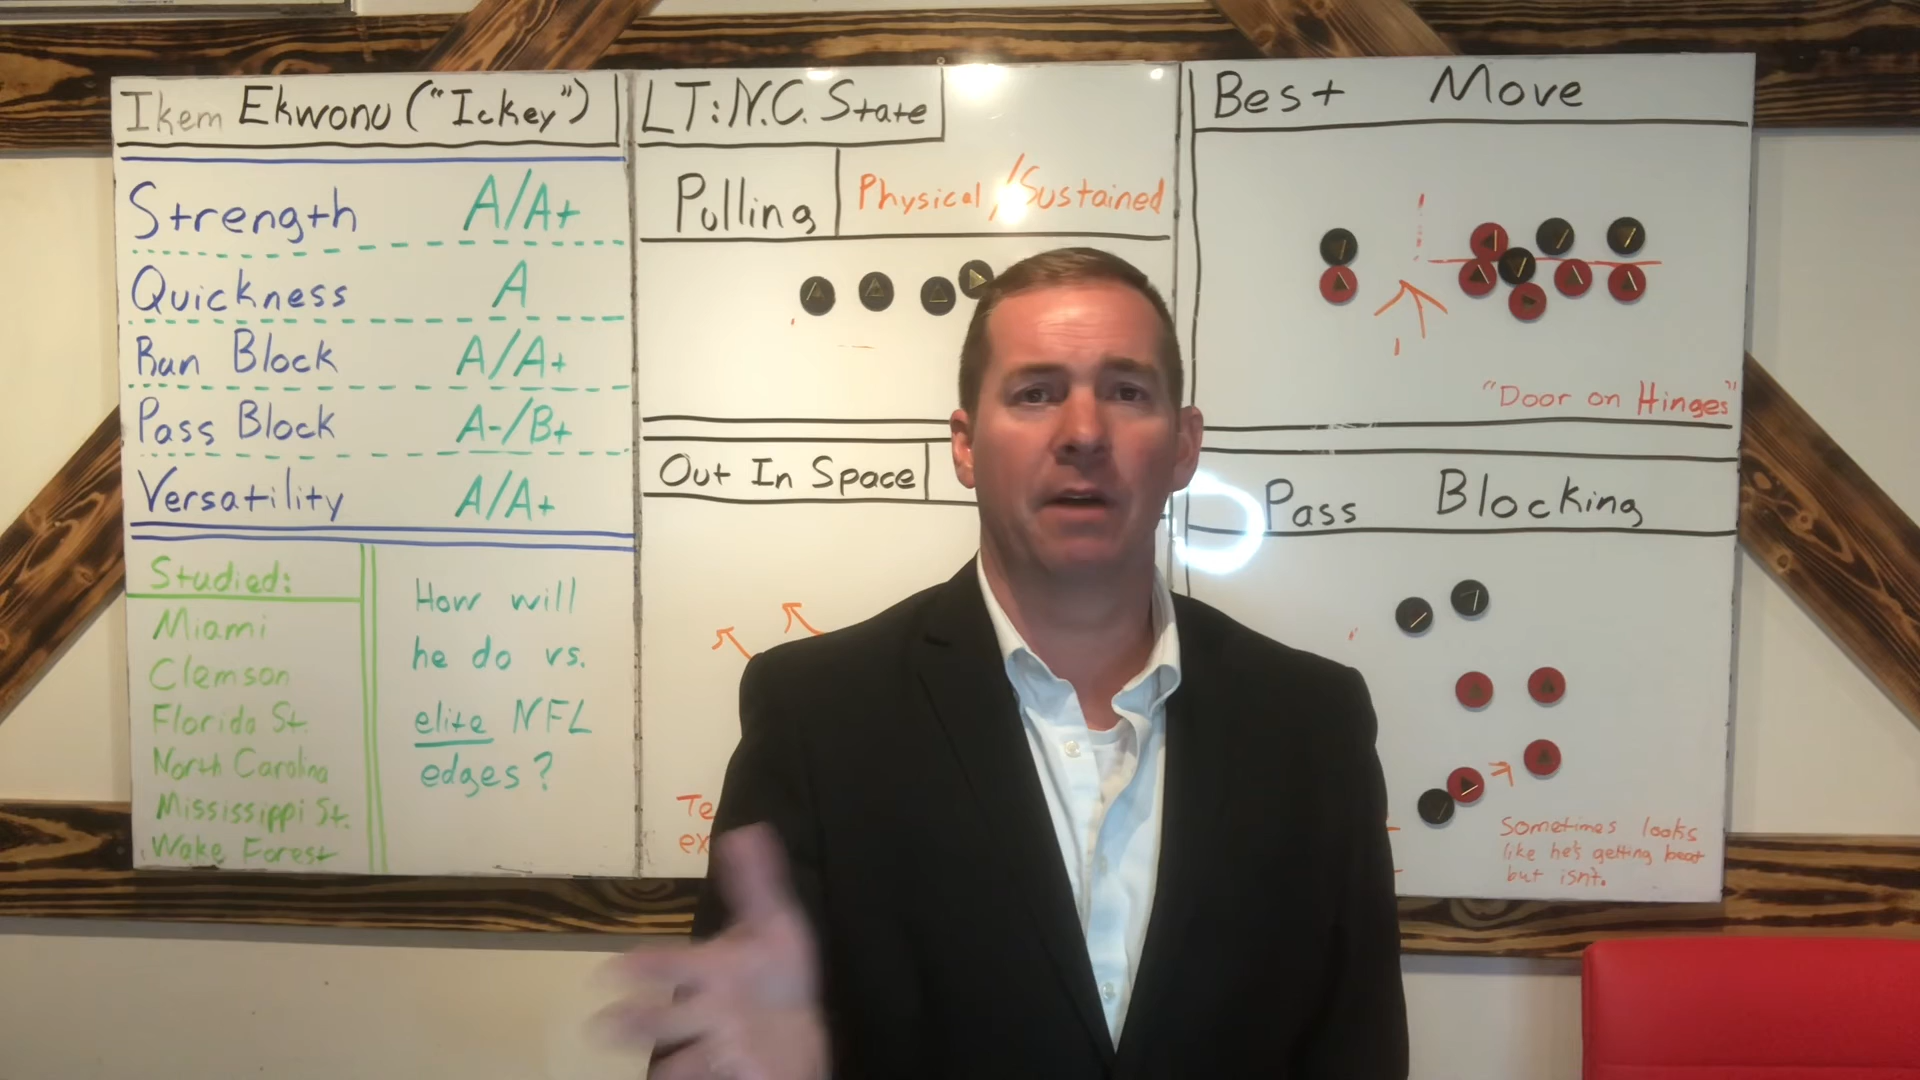 Ikem Ekwonu ("Ickey")
Strength A/A+
Quickness A
Run Block A/A+
Pass Block A-/B+
Versatility A/A+
Studied:
Miami
Clemson
Florida St.
North Carolina
Mississippi St.
Wake Forest
How will
he do vs.
elite NFL
edges?
LT: N.C. State
Pulling
Physical/Sustained
Out In Space
Te
ex
Best Move
"Door on Hinges"
Pass Blocking
Sometimes looks
like he's getting beat
but isn't.